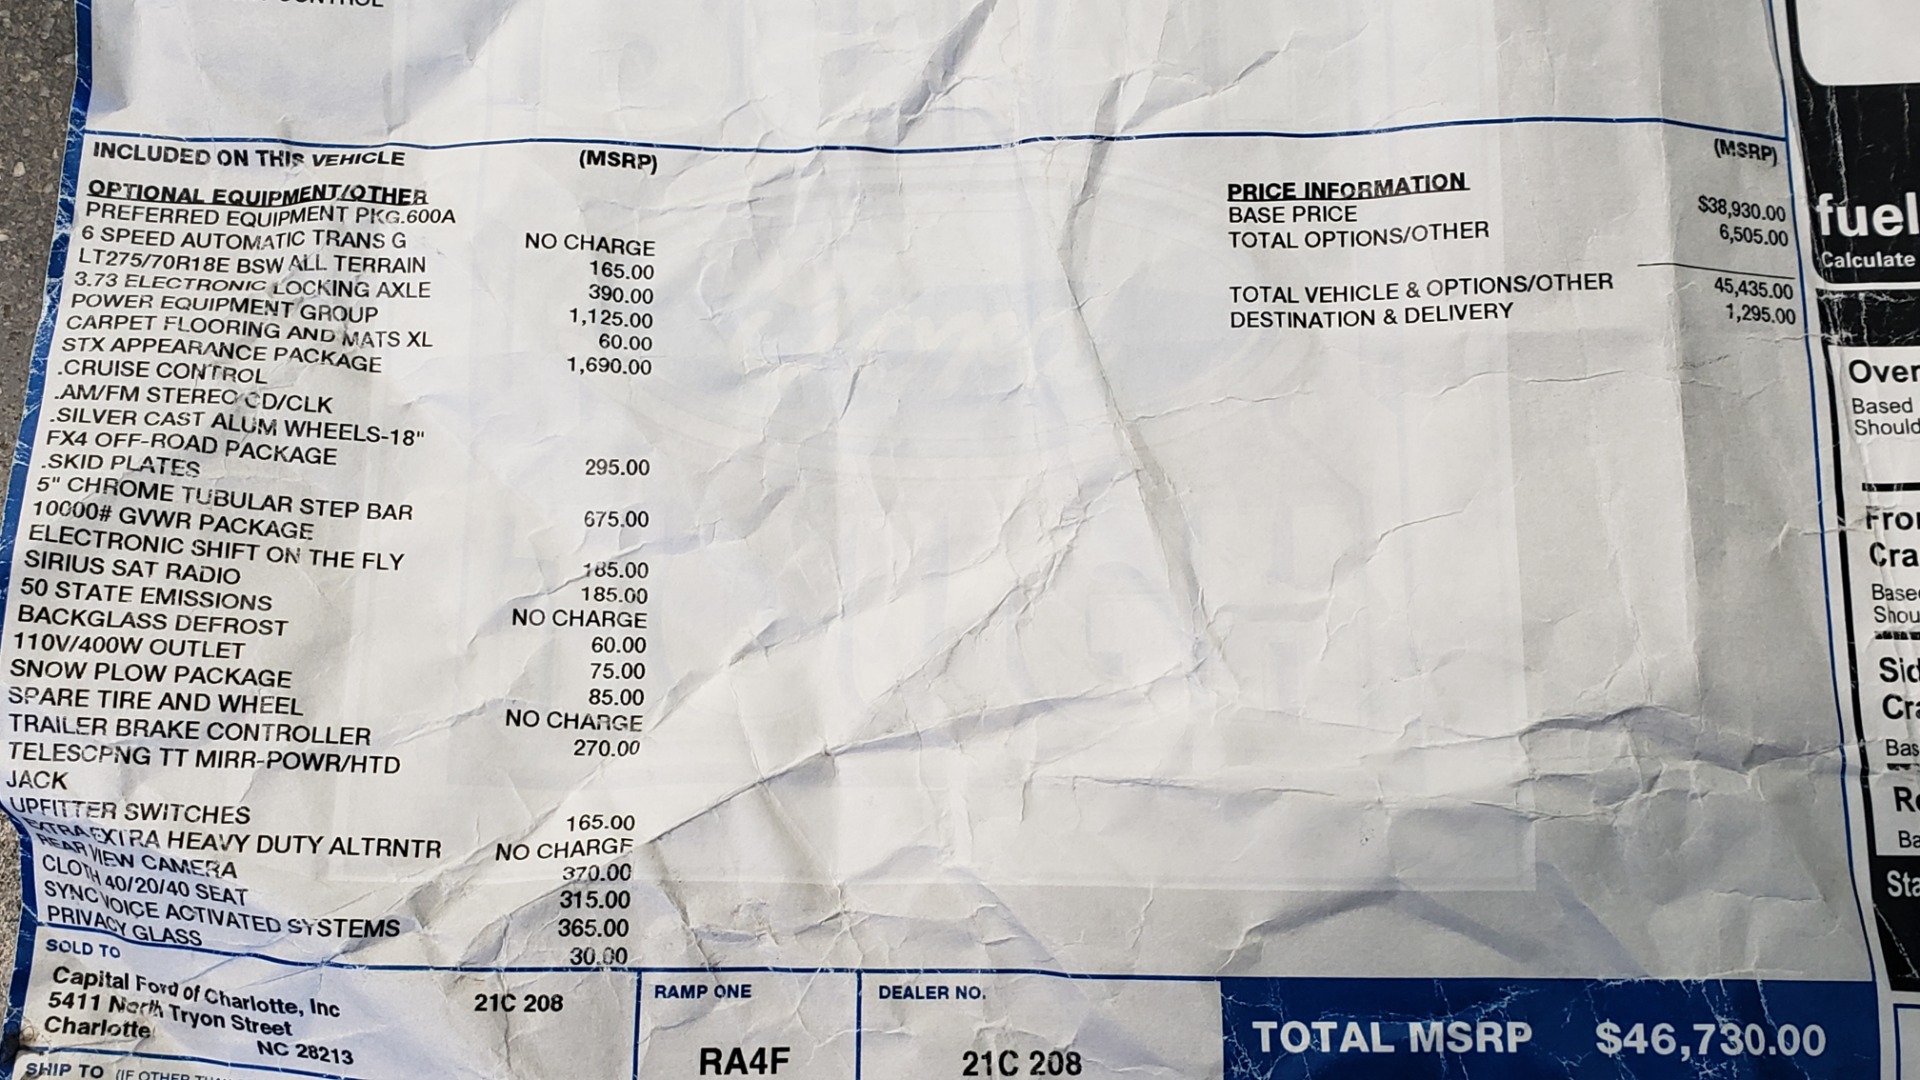 CONTROL
INCLUDED ON THIS VEHICLE (MSRP)
OPTIONAL EQUIPMENT/OTHER
PREFERRED EQUIPMENT PKG.600A
6 SPEED AUTOMATIC TRANS G NO CHARGE
LT275/70R18E BSW ALL TERRAIN 165.00
3.73 ELECTRONIC LOCKING AXLE 390.00
POWER EQUIPMENT GROUP 1,125.00
CARPET FLOORING AND MATS XL 60.00
STX APPEARANCE PACKAGE 1,690.00
.CRUISE CONTROL
.AM/FM STEREO CD/CLK
.SILVER CAST ALUM WHEELS-18"
FX4 OFF-ROAD PACKAGE 295.00
.SKID PLATES
5" CHROME TUBULAR STEP BAR 675.00
10000# GVWR PACKAGE
ELECTRONIC SHIFT ON THE FLY 185.00
SIRIUS SAT RADIO 185.00
50 STATE EMISSIONS NO CHARGE
BACKGLASS DEFROST 60.00
110V/400W OUTLET 75.00
SNOW PLOW PACKAGE 85.00
SPARE TIRE AND WHEEL NO CHARGE
TRAILER BRAKE CONTROLLER 270.00
TELESCPNG TT MIRR-POWR/HTD
JACK
UPFITTER SWITCHES 165.00
EXTRA EXTRA HEAVY DUTY ALTRNTR NO CHARGE
REAR VIEW CAMERA 370.00
CLOTH 40/20/40 SEAT 315.00
SYNC VOICE ACTIVATED SYSTEMS 365.00
PRIVACY GLASS 30.00
(MSRP)
PRICE INFORMATION
BASE PRICE $38,930.00
TOTAL OPTIONS/OTHER 6,505.00
TOTAL VEHICLE & OPTIONS/OTHER 45,435.00
DESTINATION & DELIVERY 1,295.00
SOLD TO
Capital Ford of Charlotte, Inc 21C 208
5411 North Tryon Street
Charlotte
NC 28213
SHIP TO
RAMP ONE
RA4F
DEALER NO.
21C 208
TOTAL MSRP $46,730.00
fuel
Calculate
Based
Should